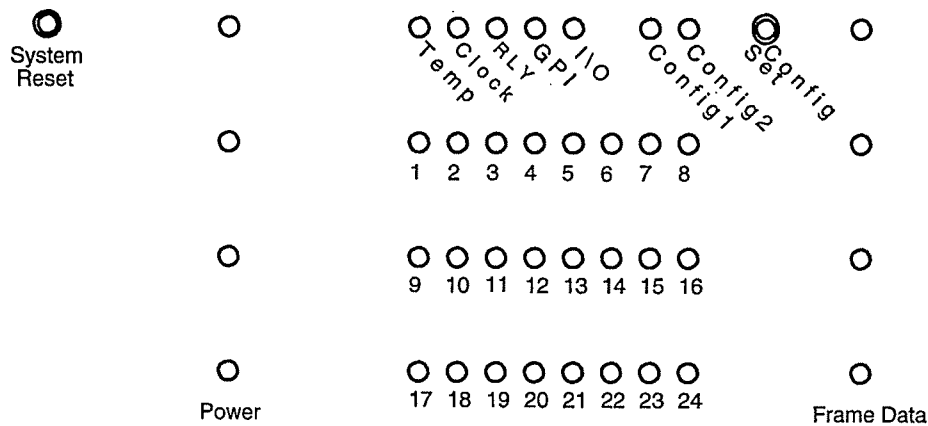 System
Reset
Temp
Clock
RLY
GPI
I\O
Config1
Config2
Config
Set
1 2 3 4 5 6 7 8
9 10 11 12 13 14 15 16
17 18 19 20 21 22 23 24
Power
Frame Data